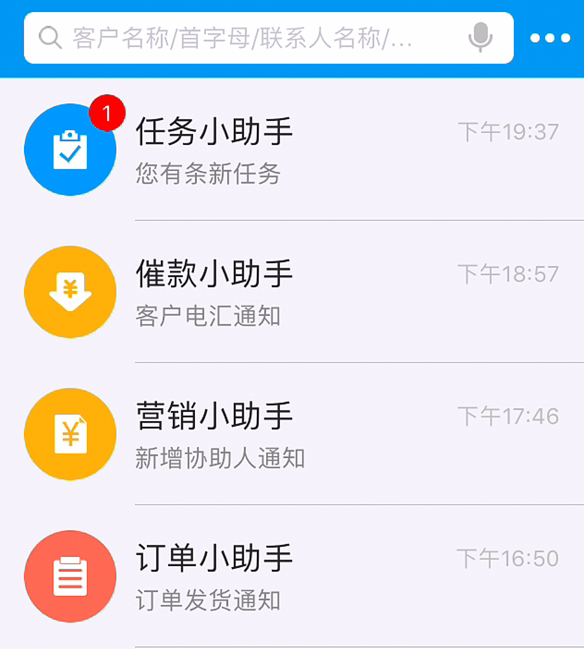 客户名称/首字母/联系人名称/...
1
任务小助手
下午19:37
您有条新任务
催款小助手
下午18:57
客户电汇通知
营销小助手
下午17:46
新增协助人通知
订单小助手
下午16:50
订单发货通知